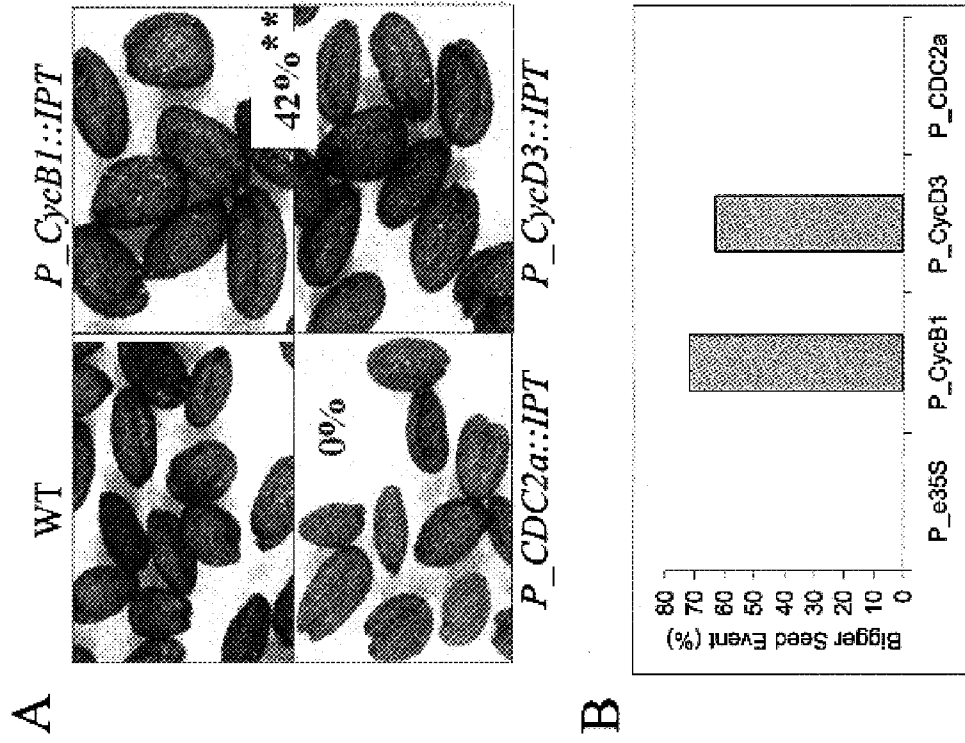 A
WT
P_CycB1::IPT
42%**
0%
P_CDC2a::IPT
P_CycD3::IPT
B
Bigger Seed Event (%)
80
70
60
50
40
30
20
10
0
P_e35S
P_CycB1
P_CycD3
P_CDC2a